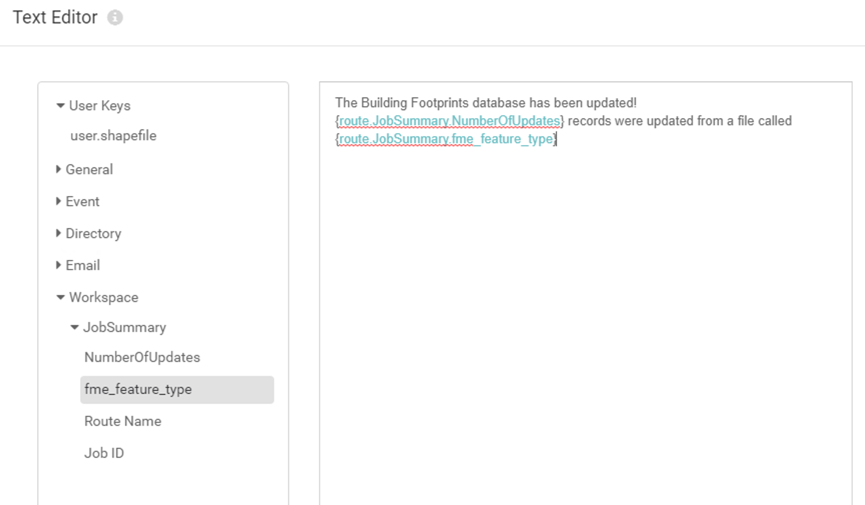 Text Editor
User Keys
user.shapefile
General
Event
Directory
Email
Workspace
JobSummary
NumberOfUpdates
fme_feature_type
Route Name
Job ID
The Building Footprints database has been updated!
{route.JobSummary.NumberOfUpdates} records were updated from a file called
{route.JobSummary.fme_feature_type}